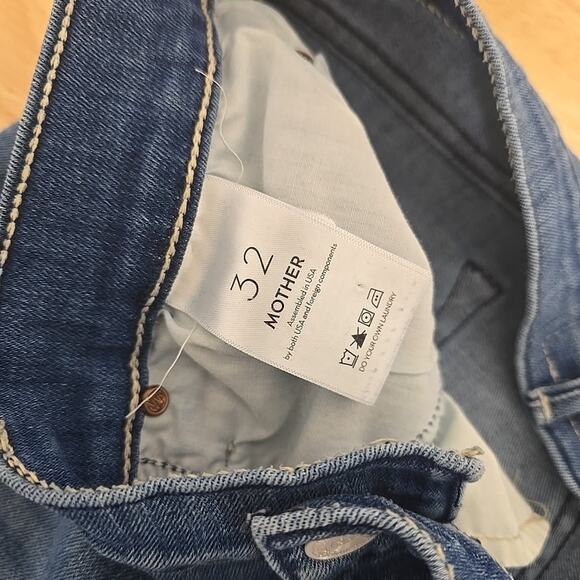 32
MOTHER
Assembled in USA
by both USA and foreign components
DO YOUR OWN LAUNDRY